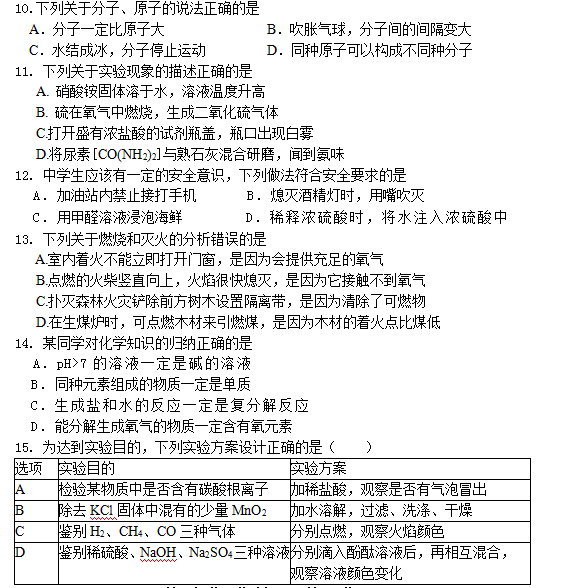 10.下列关于分子、原子的说法正确的是
A．分子一定比原子大 B．吹胀气球，分子间的间隔变大
C．水结成冰，分子停止运动 D．同种原子可以构成不同种分子
11．下列关于实验现象的描述正确的是
A. 硝酸铵固体溶于水，溶液温度升高
B. 硫在氧气中燃烧，生成二氧化硫气体
C.打开盛有浓盐酸的试剂瓶盖，瓶口出现白雾
D.将尿素[CO(NH₂)₂]与熟石灰混合研磨，闻到氨味
12．中学生应该有一定的安全意识，下列做法符合安全要求的是
A．加油站内禁止接打手机 B．熄灭酒精灯时，用嘴吹灭
C．用甲醛溶液浸泡海鲜 D．稀释浓硫酸时，将水注入浓硫酸中
13．下列关于燃烧和灭火的分析错误的是
A.室内着火不能立即打开门窗，是因为会提供充足的氧气
B.点燃的火柴竖直向上，火焰很快熄灭，是因为它接触不到氧气
C.扑灭森林火灾铲除前方树木设置隔离带，是因为清除了可燃物
D.在生煤炉时，可点燃木材来引燃煤，是因为木材的着火点比煤低
14．某同学对化学知识的归纳正确的是
A．pH>7 的溶液一定是碱的溶液
B．同种元素组成的物质一定是单质
C．生成盐和水的反应一定是复分解反应
D．能分解生成氧气的物质一定含有氧元素
15．为达到实验目的，下列实验方案设计正确的是（ ）
选项 实验目的 实验方案
A 检验某物质中是否含有碳酸根离子 加稀盐酸，观察是否有气泡冒出
B 除去 KCl 固体中混有的少量 MnO₂ 加水溶解，过滤、洗涤、干燥
C 鉴别 H₂、CH₄、CO 三种气体 分别点燃，观察火焰颜色
D 鉴别稀硫酸、NaOH、Na₂SO₄三种溶液 分别滴入酚酞溶液后，再相互混合，
观察溶液颜色变化